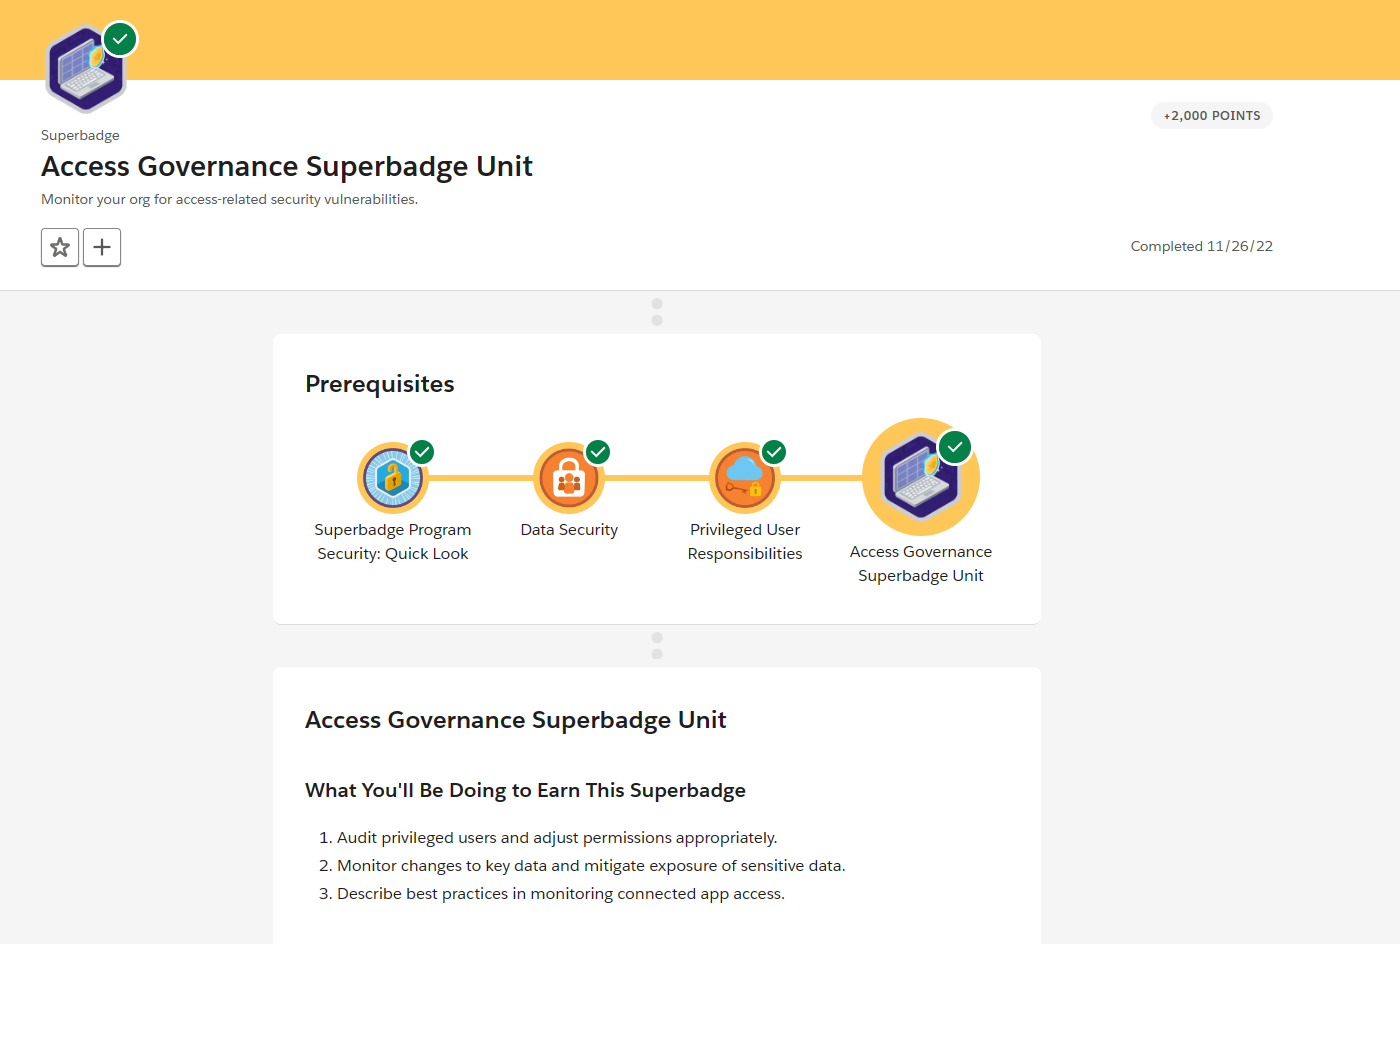 Superbadge
+2,000 POINTS
Access Governance Superbadge Unit
Monitor your org for access-related security vulnerabilities.
Completed 11/26/22
Prerequisites
Superbadge Program
Security: Quick Look
Data Security
Privileged User
Responsibilities
Access Governance
Superbadge Unit
Access Governance Superbadge Unit
What You'll Be Doing to Earn This Superbadge
1. Audit privileged users and adjust permissions appropriately.
2. Monitor changes to key data and mitigate exposure of sensitive data.
3. Describe best practices in monitoring connected app access.